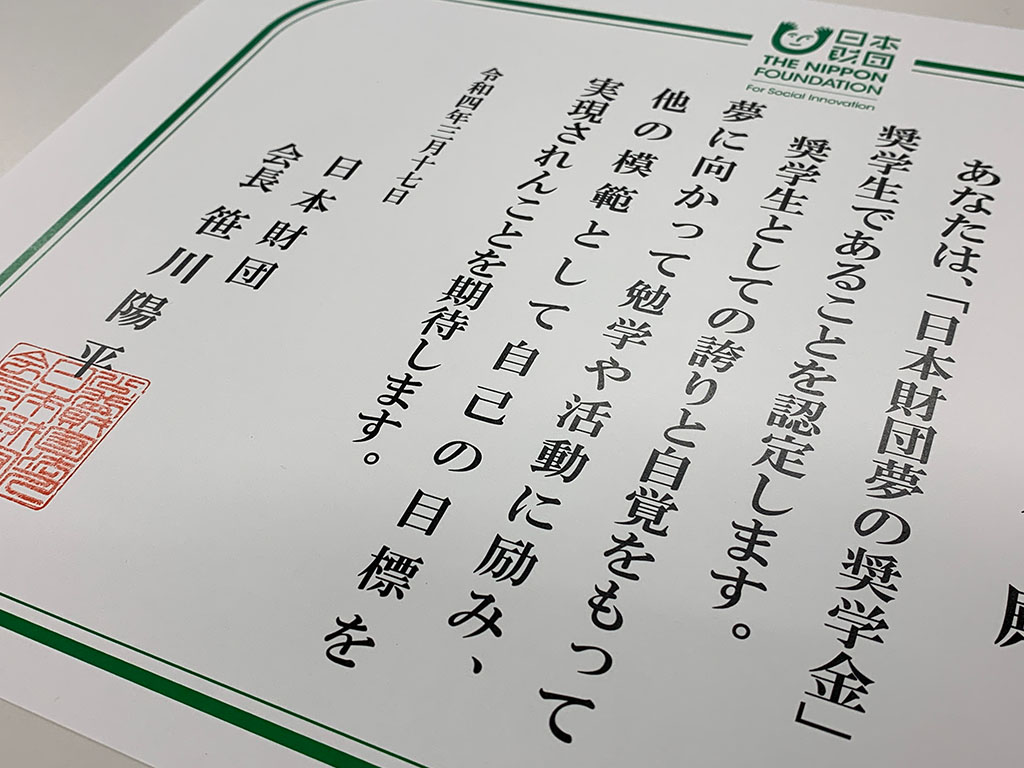 日本
財団
THE NIPPON
FOUNDATION
For Social Innovation
殿
あなたは、「日本財団夢の奨学金」
奨学生であることを認定します。
奨学生としての誇りと自覚をもって
夢に向かって勉学や活動に励み、
他の模範として自己の目標を
実現されんことを期待します。
令和四年三月十七日
日本財団
会長 笹川陽平